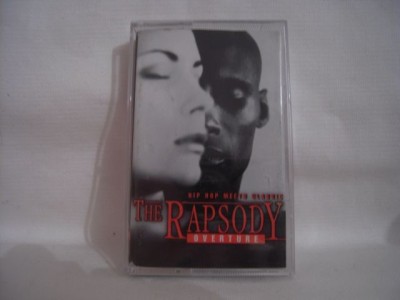 HIP HOP MEETS CLASSIC
THE RAPSODY
OVERTURE